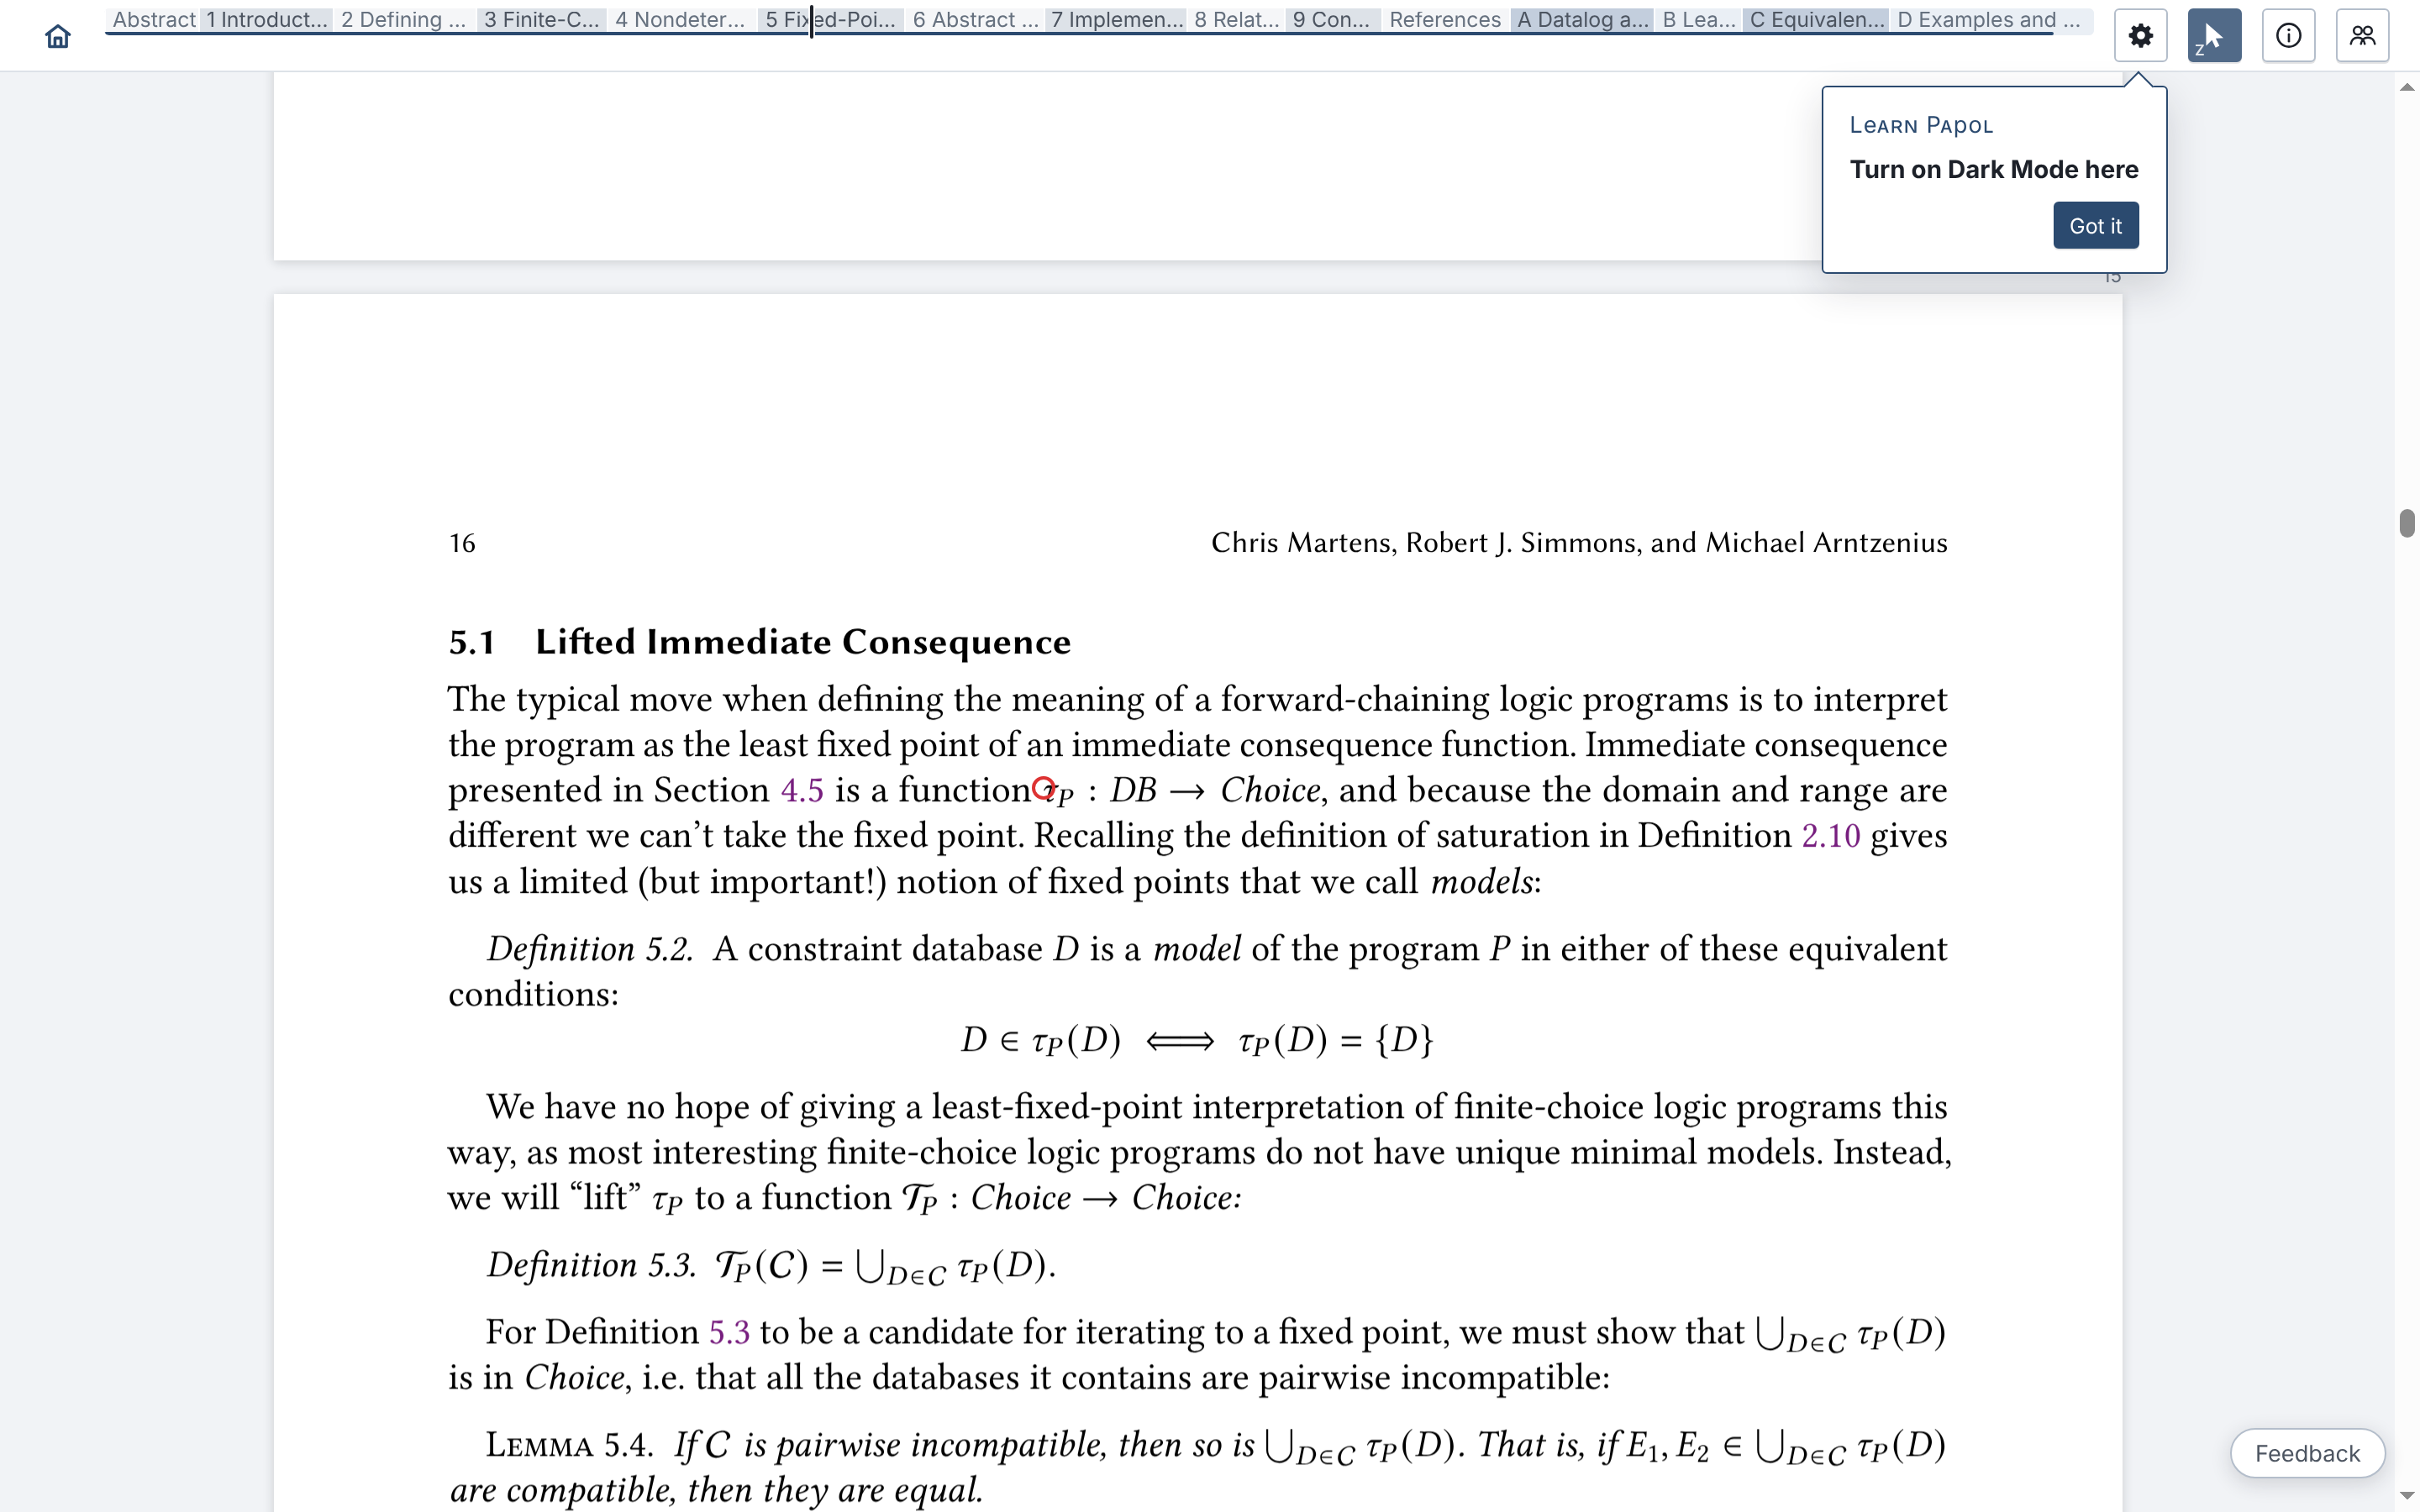 Abstract 1 Introduct... 2 Defining ... 3 Finite-C... 4 Nondeter... 5 Fixed-Poi... 6 Abstract ... 7 Implemen... 8 Relat... 9 Con... References A Datalog a... B Lea... C Equivalen... D Examples and ...
Z
Learn Papol
Turn on Dark Mode here
Got it
15
16 Chris Martens, Robert J. Simmons, and Michael Arntzenius
5.1 Lifted Immediate Consequence
The typical move when defining the meaning of a forward-chaining logic programs is to interpret
the program as the least fixed point of an immediate consequence function. Immediate consequence
presented in Section 4.5 is a function τ_P : DB → Choice, and because the domain and range are
different we can't take the fixed point. Recalling the definition of saturation in Definition 2.10 gives
us a limited (but important!) notion of fixed points that we call models:
Definition 5.2. A constraint database D is a model of the program P in either of these equivalent
conditions:
D ∈ τ_P(D) ⟺ τ_P(D) = {D}
We have no hope of giving a least-fixed-point interpretation of finite-choice logic programs this
way, as most interesting finite-choice logic programs do not have unique minimal models. Instead,
we will “lift” τ_P to a function 𝒯_P : Choice → Choice:
Definition 5.3. 𝒯_P(𝒞) = ⋃_{D∈𝒞} τ_P(D).
For Definition 5.3 to be a candidate for iterating to a fixed point, we must show that ⋃_{D∈𝒞} τ_P(D)
is in Choice, i.e. that all the databases it contains are pairwise incompatible:
Lemma 5.4. If 𝒞 is pairwise incompatible, then so is ⋃_{D∈𝒞} τ_P(D). That is, if E₁, E₂ ∈ ⋃_{D∈𝒞} τ_P(D)
are compatible, then they are equal.
Feedback